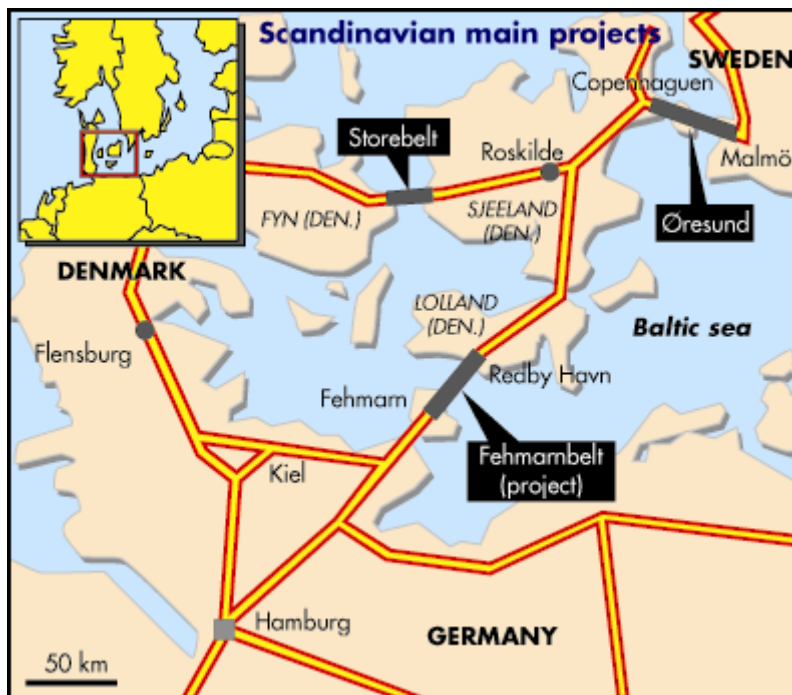 Scandinavian main projects
SWEDEN
Copenhaguen
Storebelt
Roskilde
Malmö
FYN (DEN.)
SJEELAND
(DEN.)
Øresund
DENMARK
LOLLAND
(DEN.)
Baltic sea
Flensburg
Redby Havn
Fehmarn
Fehmarnbelt
(project)
Kiel
Hamburg
GERMANY
50 km